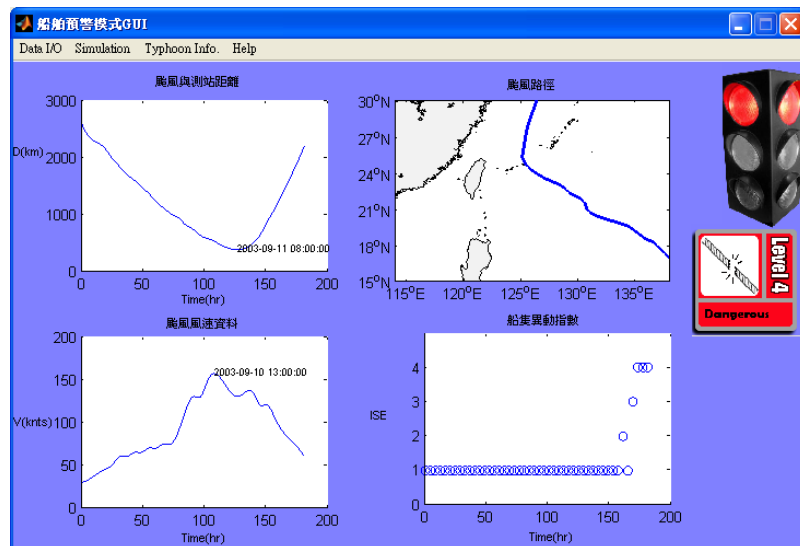 船舶預警模式GUI
Data I/O Simulation Typhoon Info. Help
颱風與測站距離
3000
2000
1000
0
D(km)
2003-09-11 08:00:00
0 50 100 150 200
Time(hr)
颱風路徑
30°N
27°N
24°N
21°N
18°N
15°N
114°E 120°E 125°E 130°E 135°E
Level 4
Dangerous
颱風風速資料
200
150
100
50
0
V(knts)
2003-09-10 13:00:00
0 50 100 150 200
Time(hr)
船隻異動指數
4
3
2
1
0
ISE
0 50 100 150 200
Time(hr)